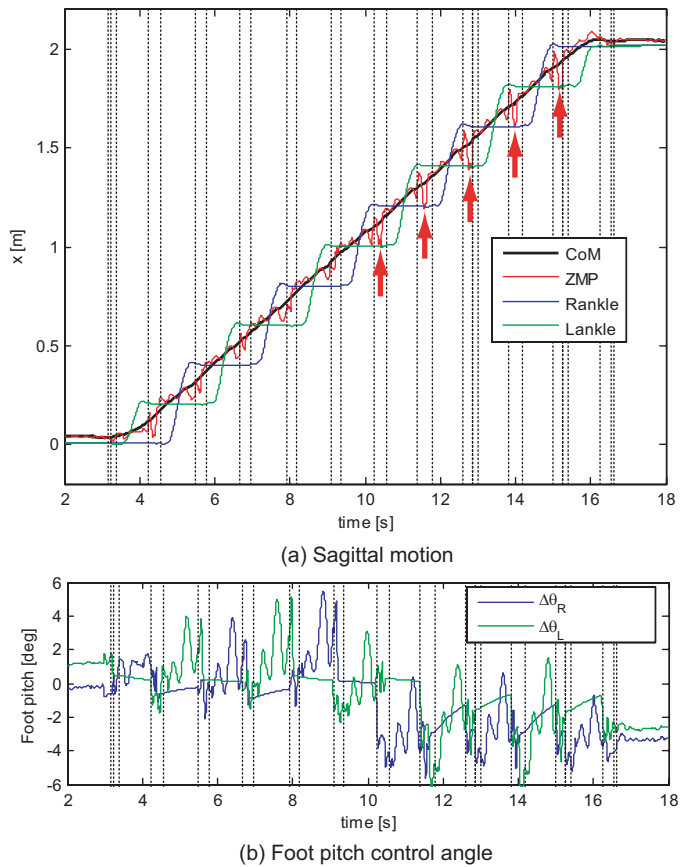 2
1.5
1
0.5
0
x [m]
CoM
ZMP
Rankle
Lankle
2 4 6 8 10 12 14 16 18
time [s]
(a) Sagittal motion
6
4
2
0
-2
-4
-6
Foot pitch [deg]
Δθ_R
Δθ_L
2 4 6 8 10 12 14 16 18
time [s]
(b) Foot pitch control angle